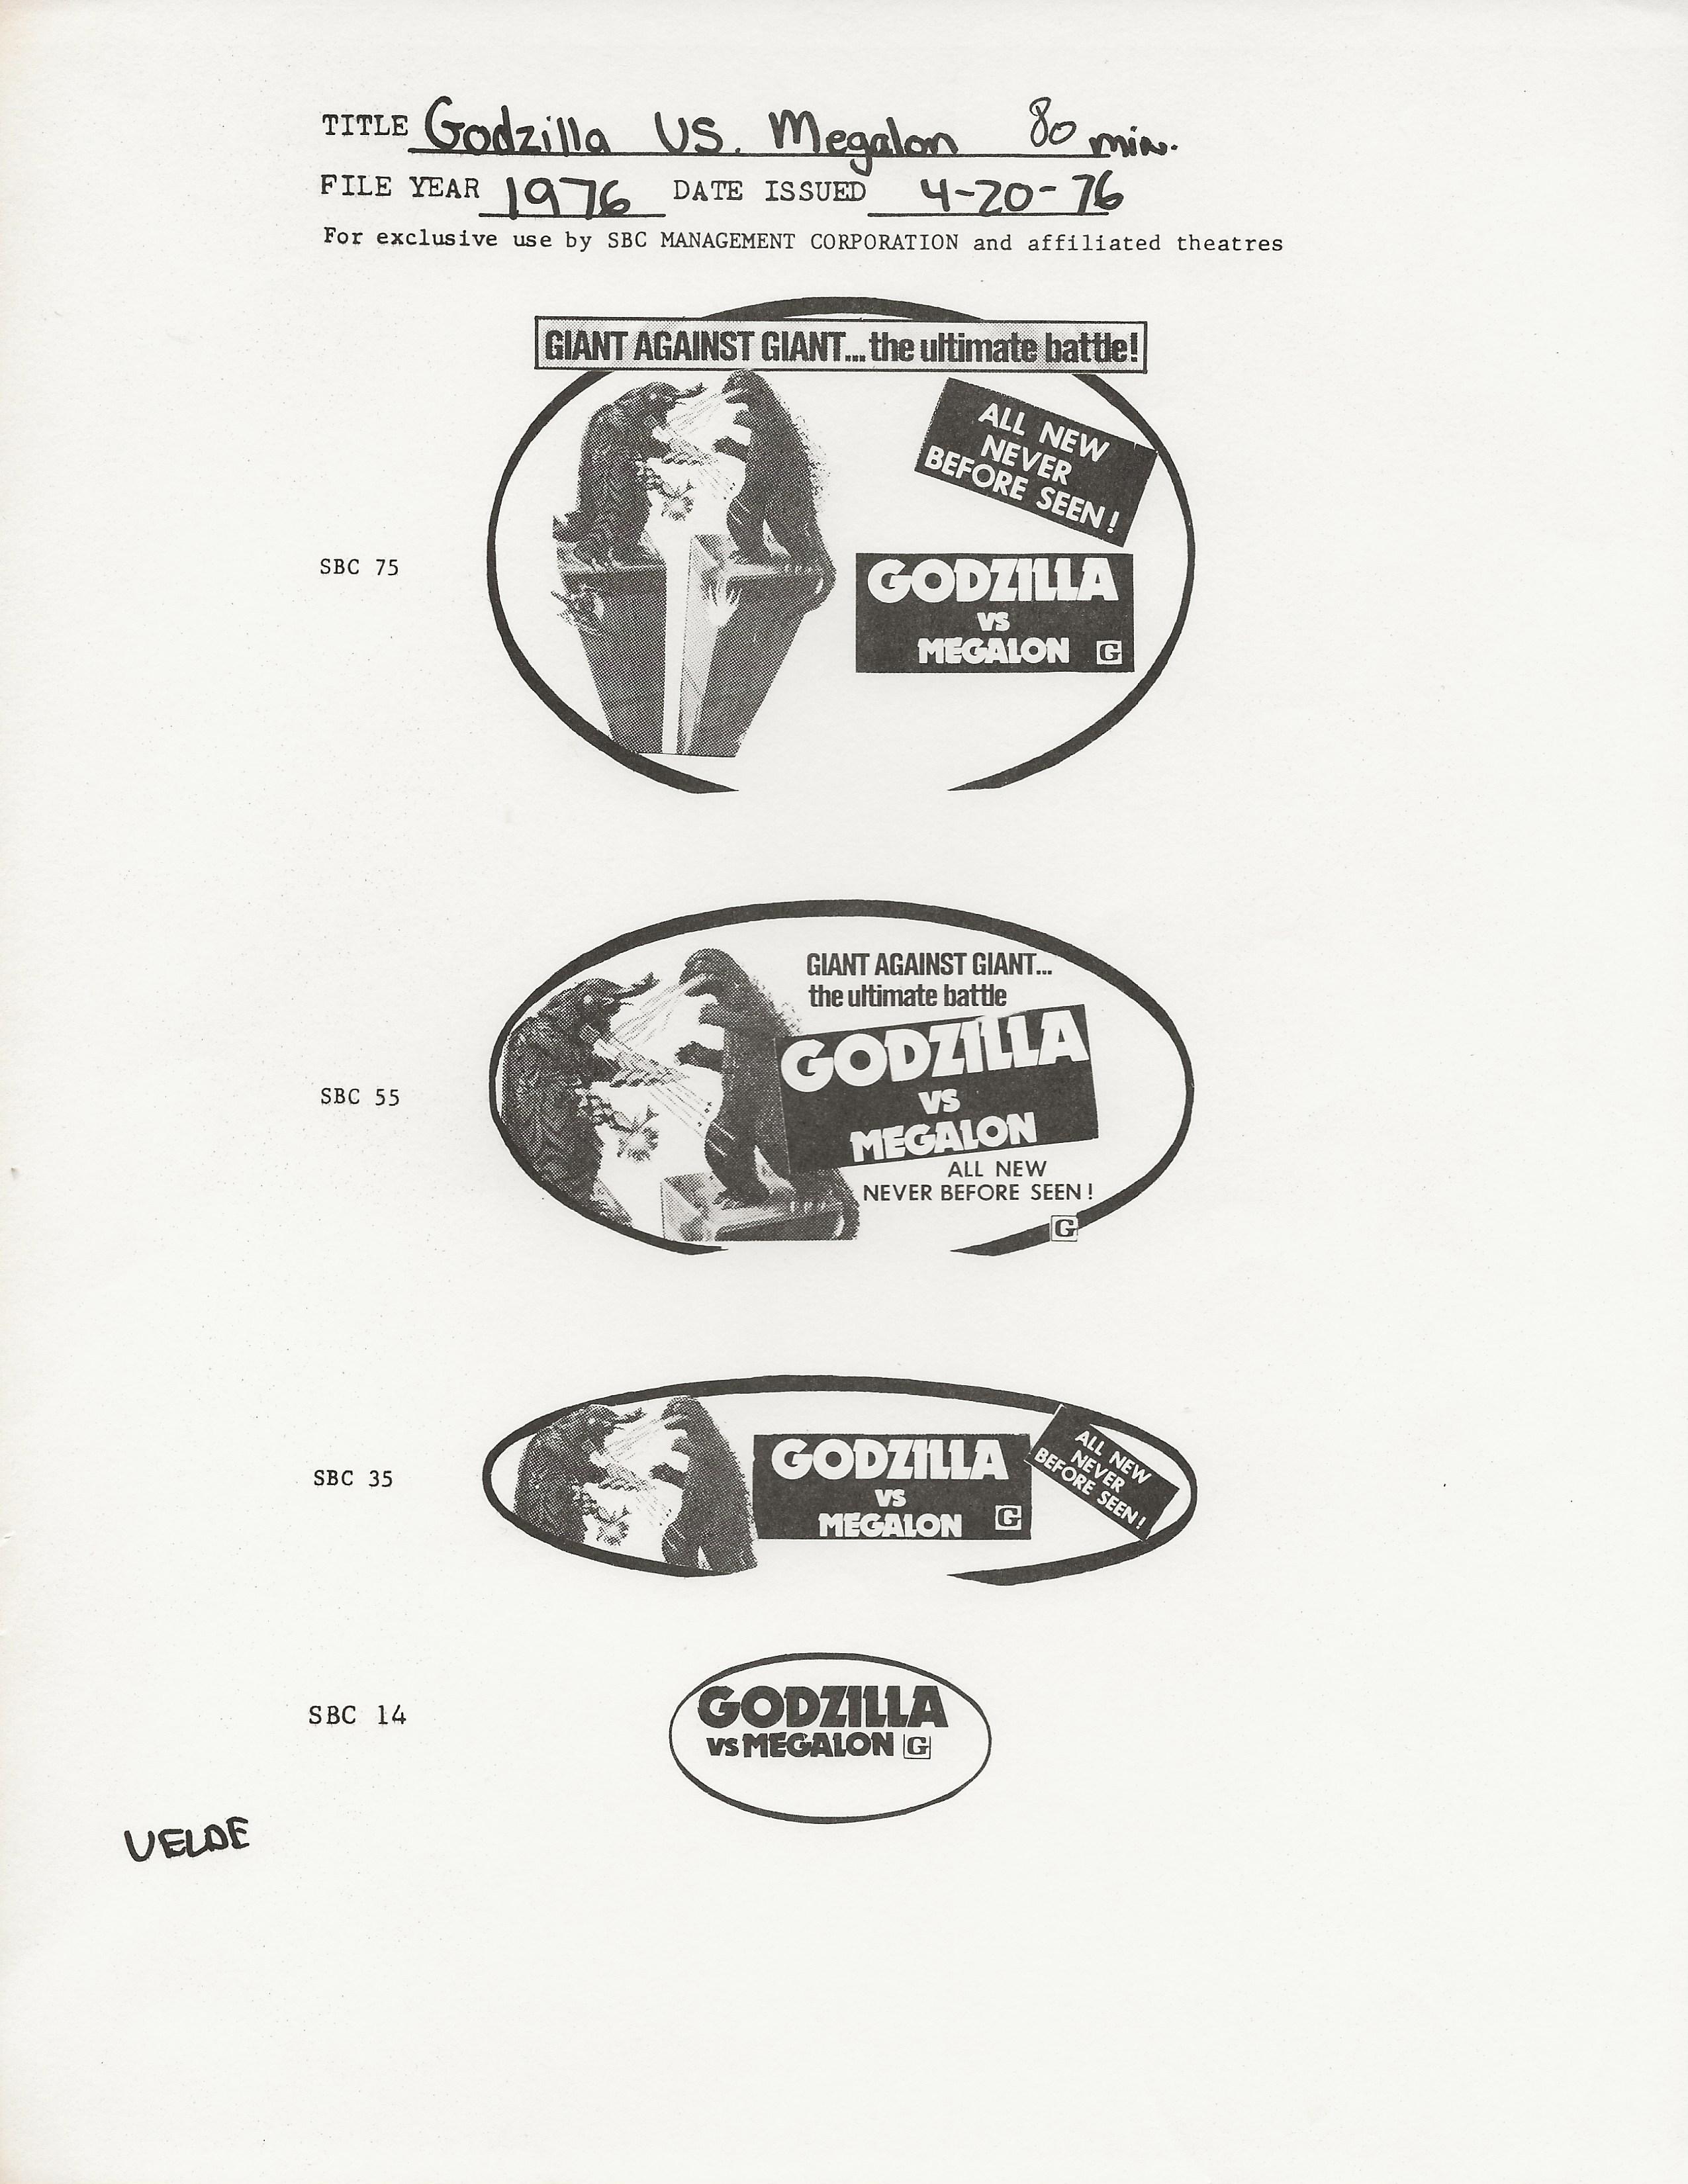 TITLE Godzilla VS. Megalon 80 min.
FILE YEAR 1976 DATE ISSUED 4-20-76
For exclusive use by SBC MANAGEMENT CORPORATION and affiliated theatres
GIANT AGAINST GIANT... the ultimate battle!
ALL NEW
NEVER
BEFORE SEEN!
SBC 75
GODZILLA
VS
MEGALON G
GIANT AGAINST GIANT...
the ultimate battle
SBC 55
GODZILLA
VS
MEGALON
ALL NEW
NEVER BEFORE SEEN!
G
SBC 35
GODZILLA
VS
MEGALON G
ALL NEW
NEVER
BEFORE SEEN!
SBC 14
GODZILLA
VS MEGALON G
VELDE